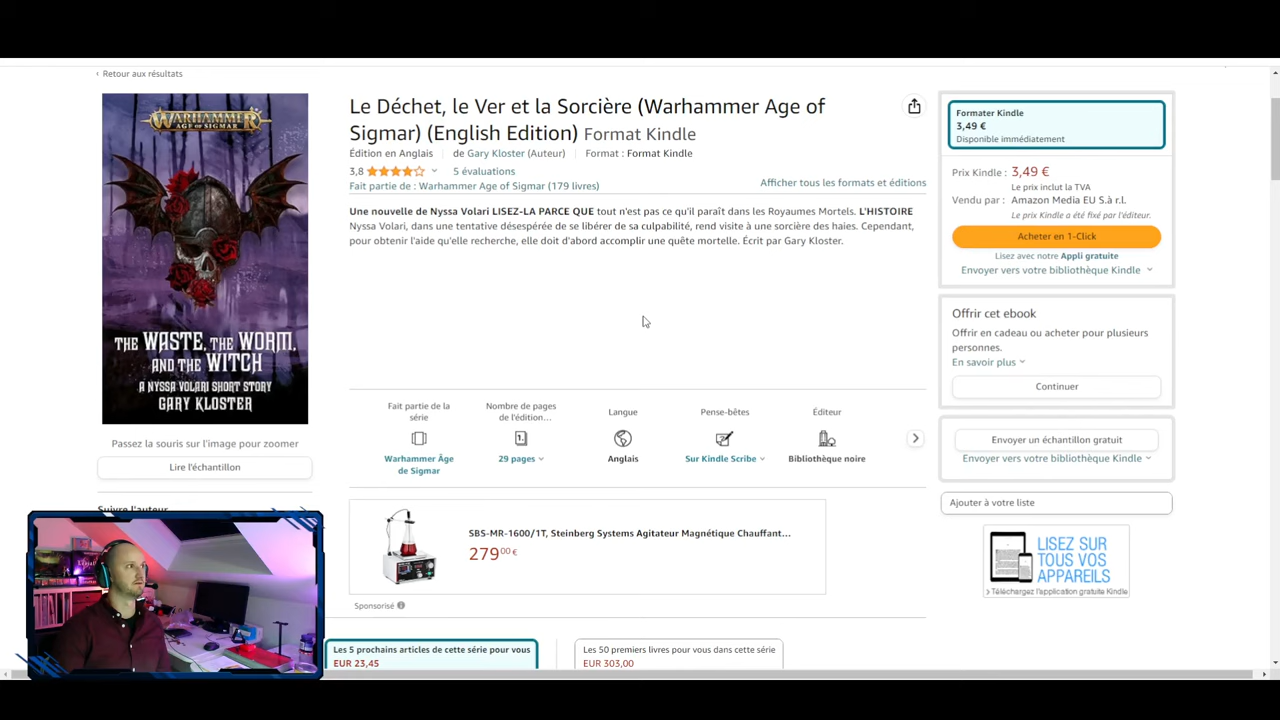 ‹ Retour aux résultats
WARHAMMER
AGE OF SIGMAR
THE WASTE, THE WORM,
AND THE WITCH
A NYSSA VOLARI SHORT STORY
GARY KLOSTER
Passez la souris sur l'image pour zoomer
Lire l'échantillon
Suivre l'auteur
Le Déchet, le Ver et la Sorcière (Warhammer Age of
Sigmar) (English Edition) Format Kindle
Édition en Anglais de Gary Kloster (Auteur) Format : Format Kindle
3,8 5 évaluations
Fait partie de : Warhammer Age of Sigmar (179 livres)
Afficher tous les formats et éditions
Une nouvelle de Nyssa Volari LISEZ-LA PARCE QUE tout n'est pas ce qu'il paraît dans les Royaumes Mortels. L'HISTOIRE
Nyssa Volari, dans une tentative désespérée de se libérer de sa culpabilité, rend visite à une sorcière des haies. Cependant,
pour obtenir l'aide qu'elle recherche, elle doit d'abord accomplir une quête mortelle. Écrit par Gary Kloster.
Fait partie de la
série
Warhammer Âge
de Sigmar
Nombre de pages
de l'édition...
29 pages
Langue
Anglais
Pense-bêtes
Sur Kindle Scribe
Éditeur
Bibliothèque noire
SBS-MR-1600/1T, Steinberg Systems Agitateur Magnétique Chauffant...
279,00 €
Sponsorisé
Les 5 prochains articles de cette série pour vous
EUR 23,45
Les 50 premiers livres pour vous dans cette série
EUR 303,00
Formater Kindle
3,49 €
Disponible immédiatement
Prix Kindle : 3,49 €
Le prix inclut la TVA
Vendu par : Amazon Media EU S.à r.l.
Le prix Kindle a été fixé par l'éditeur.
Acheter en 1-Click
Lisez avec notre Appli gratuite
Envoyer vers votre bibliothèque Kindle
Offrir cet ebook
Offrir en cadeau ou acheter pour plusieurs
personnes.
En savoir plus
Continuer
Envoyer un échantillon gratuit
Envoyer vers votre bibliothèque Kindle
Ajouter à votre liste
LISEZ SUR
TOUS VOS
APPAREILS
› Téléchargez l'application gratuite Kindle